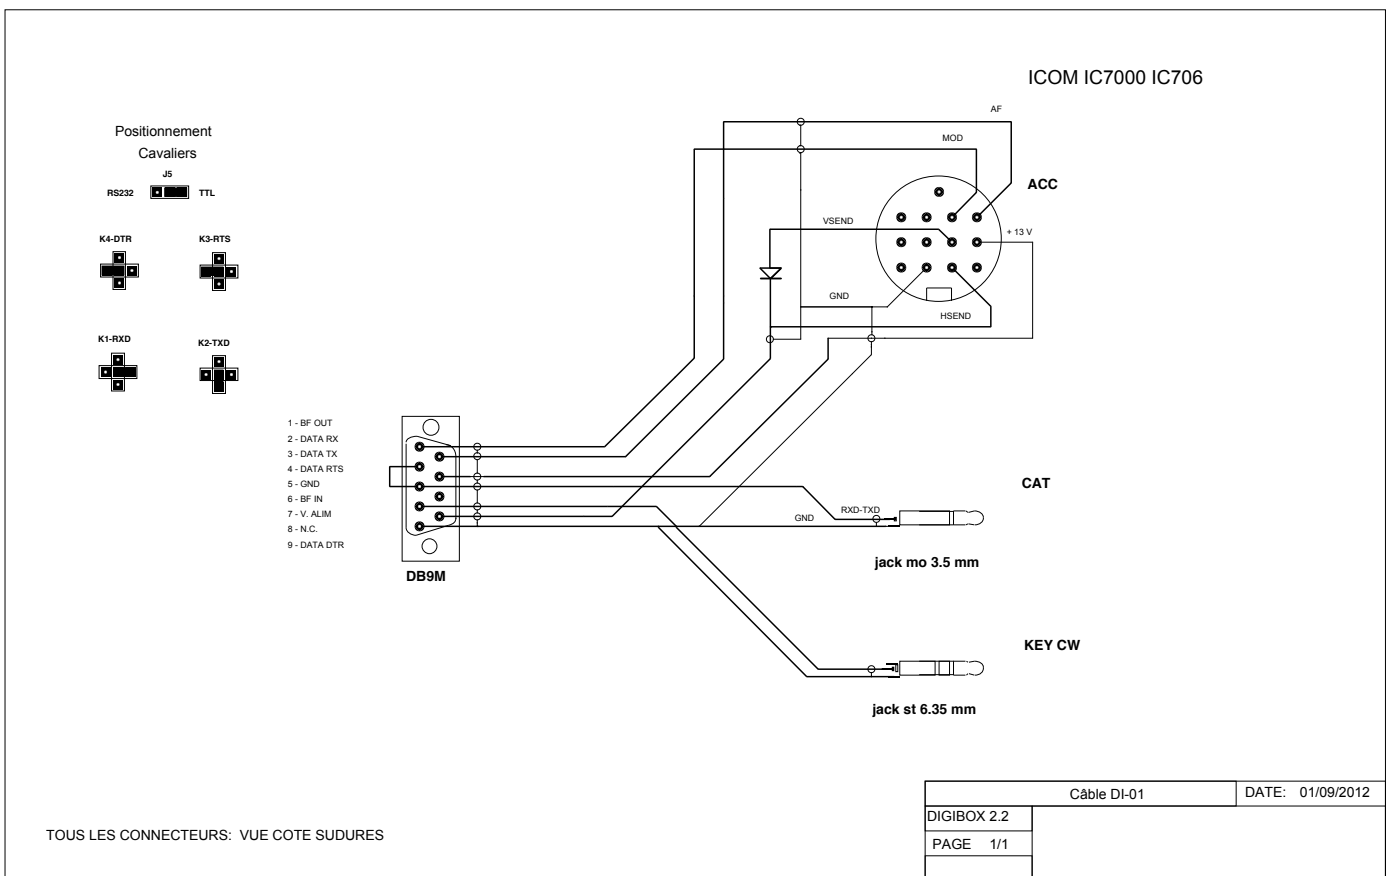 ICOM IC7000 IC706
AF
MOD
Positionnement
Cavaliers
J5
RS232
TTL
ACC
VSEND
+ 13 V
K4-DTR
K3-RTS
GND
HSEND
K1-RXD
K2-TXD
1 - BF OUT
2 - DATA RX
3 - DATA TX
4 - DATA RTS
5 - GND
6 - BF IN
7 - V. ALIM
8 - N.C.
9 - DATA DTR
DB9M
CAT
RXD-TXD
GND
jack mo 3.5 mm
KEY CW
jack st 6.35 mm
Câble DI-01
DATE: 01/09/2012
DIGIBOX 2.2
PAGE 1/1
TOUS LES CONNECTEURS: VUE COTE SUDURES